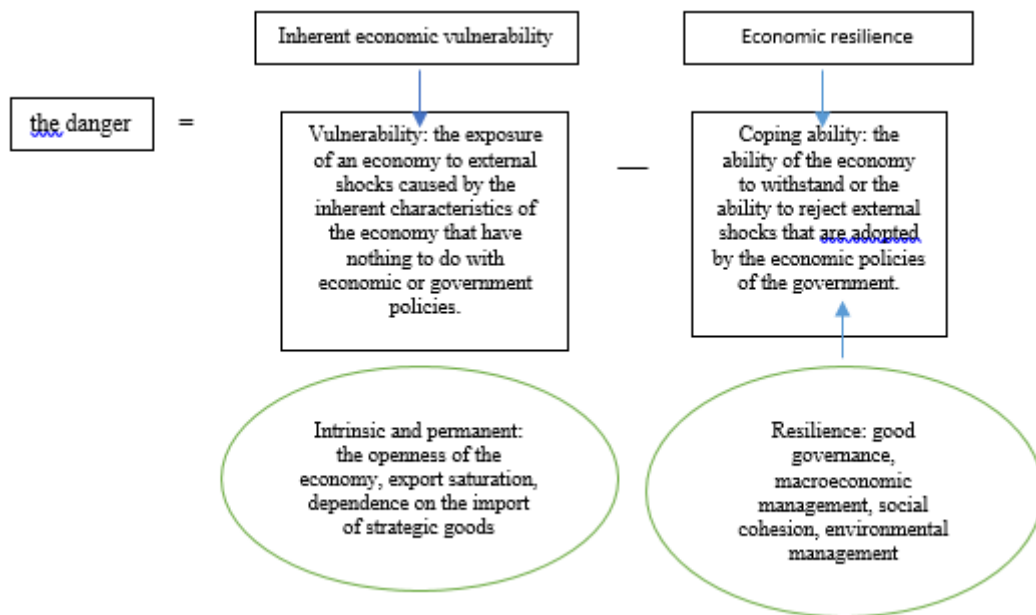 Inherent economic vulnerability
Economic resilience
the danger
=
Vulnerability: the exposure
of an economy to external
shocks caused by the
inherent characteristics of
the economy that have
nothing to do with
economic or government
policies.
—
Coping ability: the
ability of the economy
to withstand or the
ability to reject external
shocks that are adopted
by the economic policies
of the government.
Intrinsic and permanent:
the openness of the
economy, export saturation,
dependence on the import
of strategic goods
Resilience: good
governance,
macroeconomic
management, social
cohesion, environmental
management